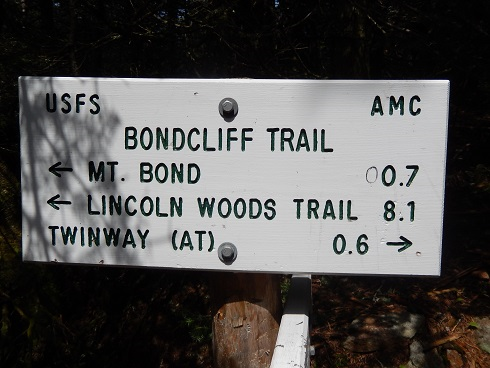 USFS AMC
BONDCLIFF TRAIL
← MT. BOND 0.7
← LINCOLN WOODS TRAIL 8.1
TWINWAY (AT) 0.6 →